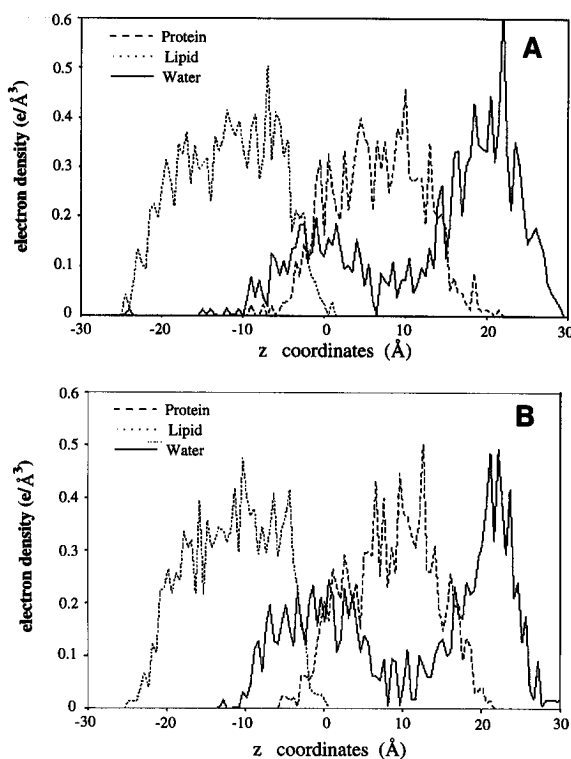 A
Protein
Lipid
Water
electron density (e/Å³)
0.6
0.5
0.4
0.3
0.2
0.1
0
-30 -20 -10 0 10 20 30
z coordinates (Å)
B
Protein
Lipid
Water
electron density (e/Å³)
0.6
0.5
0.4
0.3
0.2
0.1
0
-30 -20 -10 0 10 20 30
z coordinates (Å)